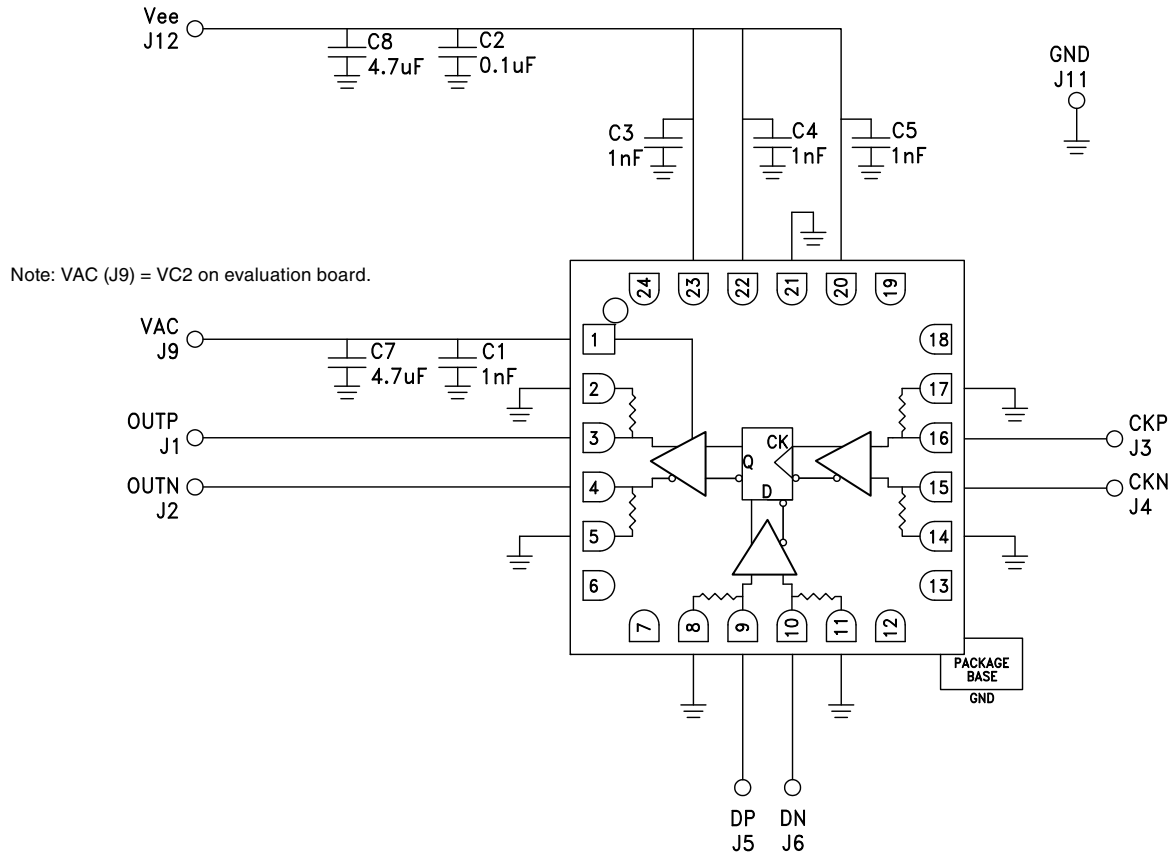 Vee
J12
C8
4.7uF
C2
0.1uF
GND
J11
C3
1nF
C4
1nF
C5
1nF
Note: VAC (J9) = VC2 on evaluation board.
24
23
22
21
20
19
VAC
J9
C7
4.7uF
C1
1nF
1
18
2
17
OUTP
J1
3
16
CKP
J3
CK
Q
D
OUTN
J2
4
15
CKN
J4
5
14
6
13
7
8
9
10
11
12
PACKAGE
BASE
GND
DP
J5
DN
J6